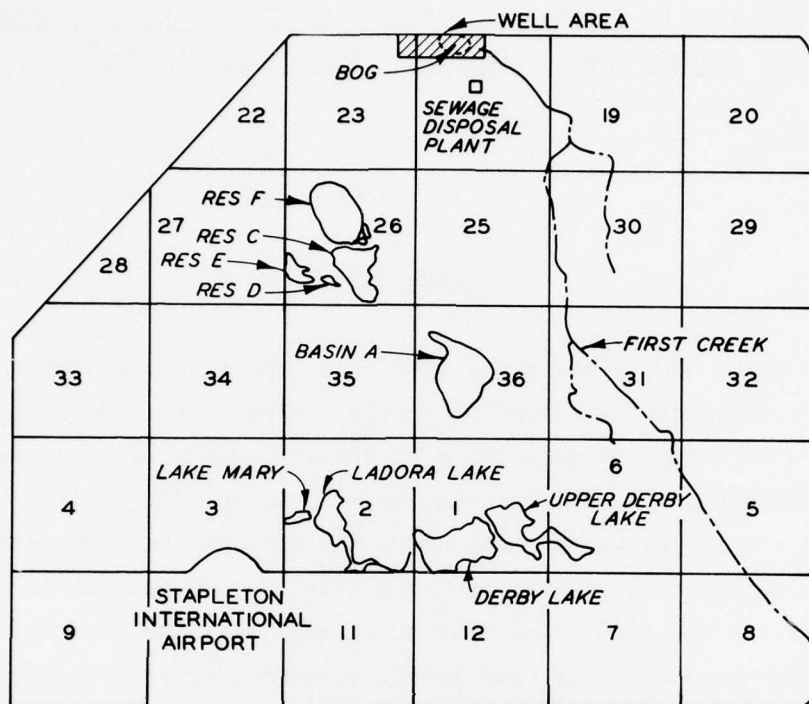 WELL AREA
BOG
SEWAGE
DISPOSAL
PLANT
22
23
19
20
RES F
27
26
25
30
29
RES C
RES E
28
RES D
BASIN A
FIRST CREEK
33
34
35
36
31
32
LAKE MARY
LADORA LAKE
6
UPPER DERBY
LAKE
4
3
2
1
5
DERBY LAKE
STAPLETON
INTERNATIONAL
AIRPORT
9
11
12
7
8